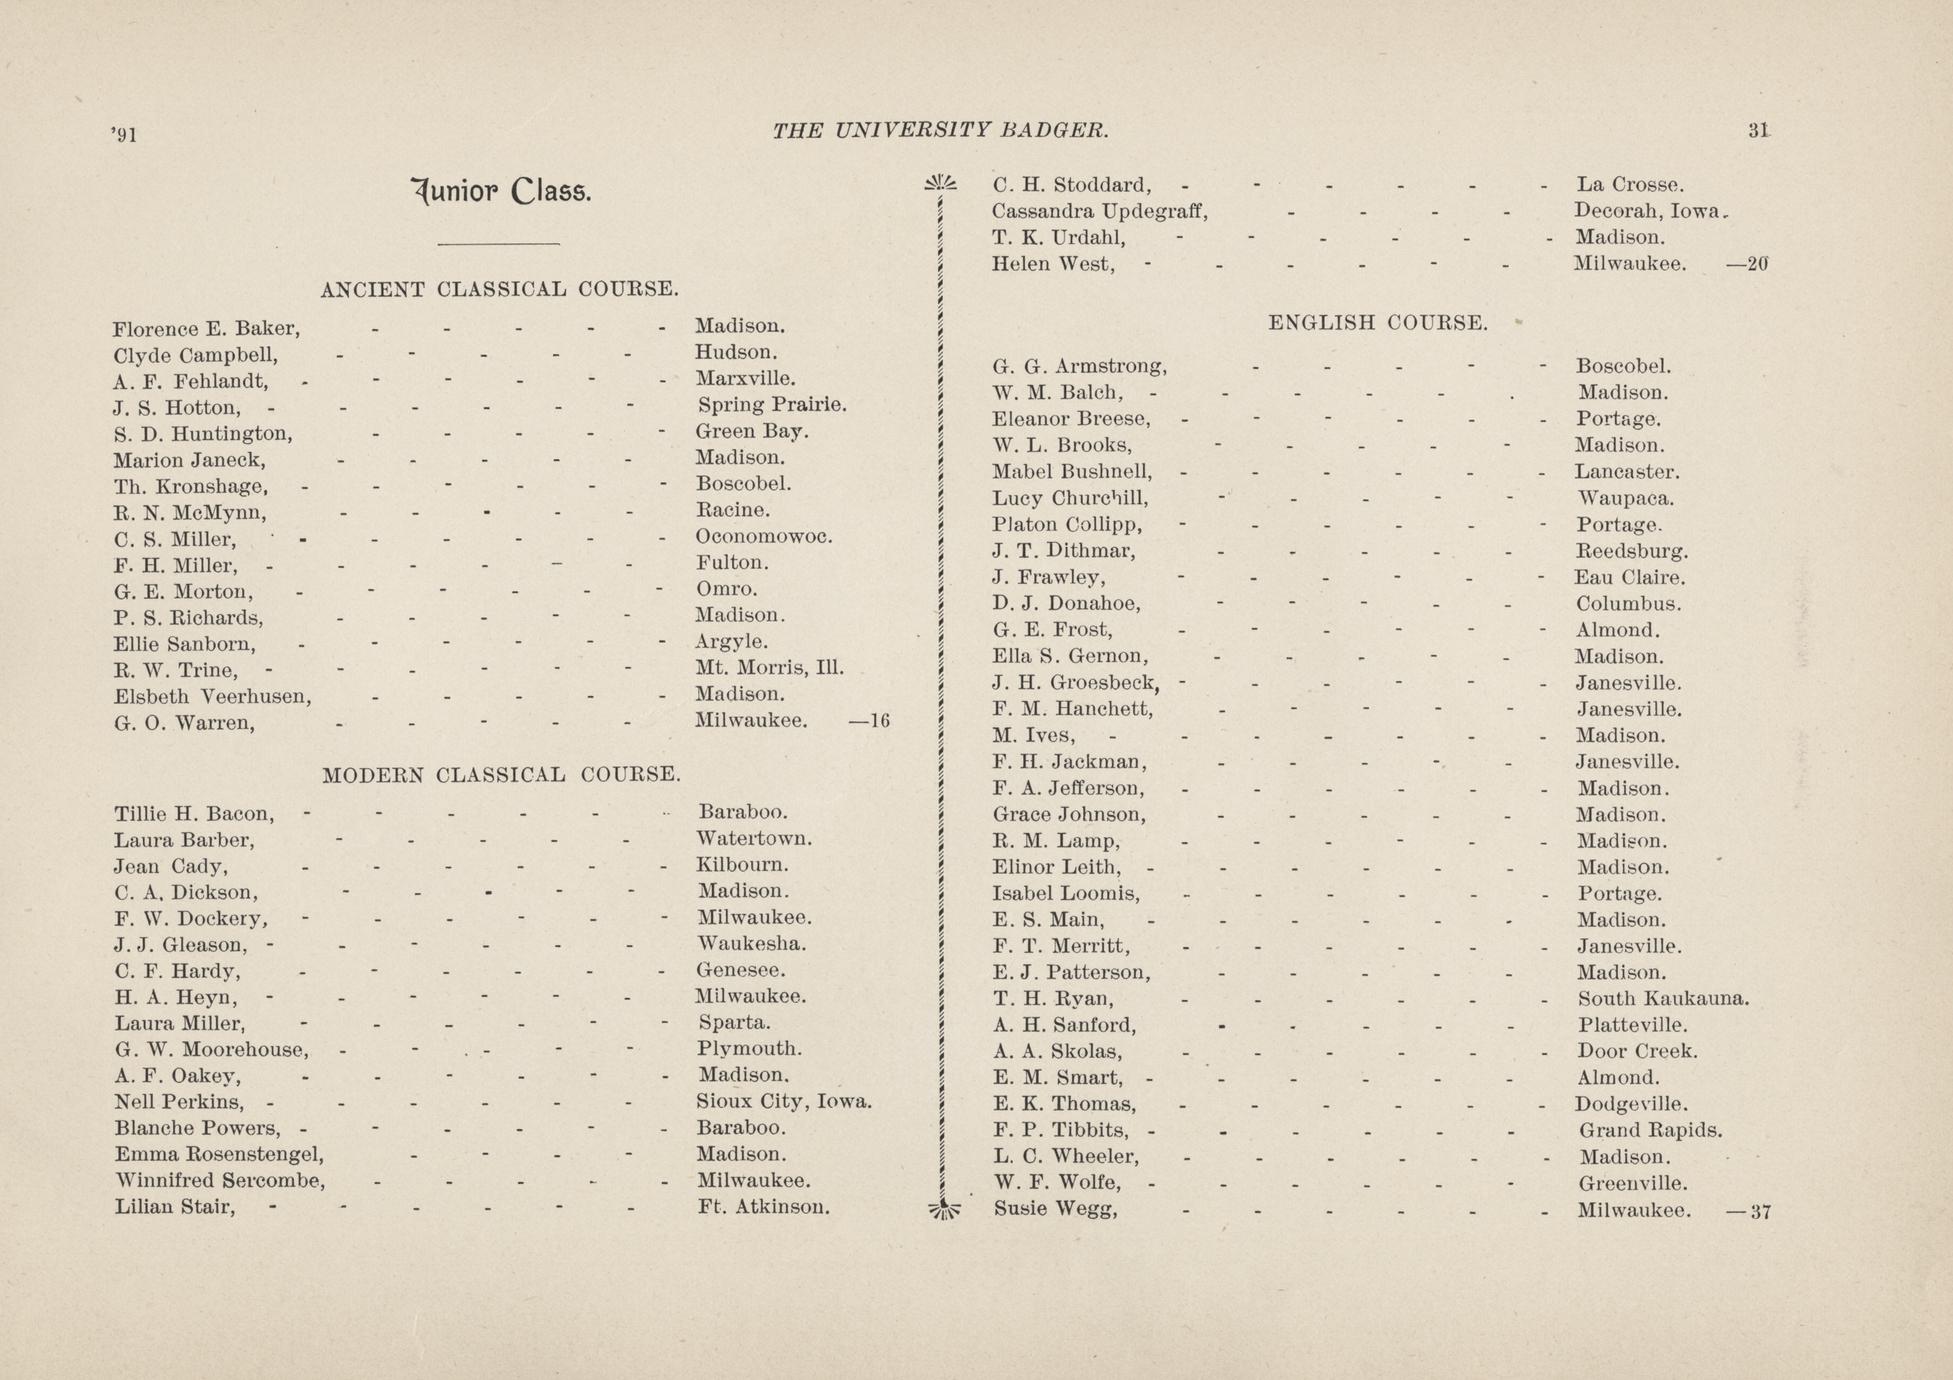 '91
THE UNIVERSITY BADGER.
31
Junior Class.
ANCIENT CLASSICAL COURSE.
Florence E. Baker, - - - - - Madison.
Clyde Campbell, - - - - - Hudson.
A. F. Fehlandt, - - - - - - Marxville.
J. S. Hotton, - - - - - - Spring Prairie.
S. D. Huntington, - - - - - Green Bay.
Marion Janeck, - - - - - Madison.
Th. Kronshage, - - - - - - Boscobel.
R. N. McMynn, - - - - - Racine.
C. S. Miller, - - - - - - Oconomowoc.
F. H. Miller, - - - - - - Fulton.
G. E. Morton, - - - - - - Omro.
P. S. Richards, - - - - - Madison.
Ellie Sanborn, - - - - - - Argyle.
R. W. Trine, - - - - - - Mt. Morris, Ill.
Elsbeth Veerhusen, - - - - - Madison.
G. O. Warren, - - - - - Milwaukee. —16
MODERN CLASSICAL COURSE.
Tillie H. Bacon, - - - - - - Baraboo.
Laura Barber, - - - - - Watertown.
Jean Cady, - - - - - - Kilbourn.
C. A. Dickson, - - - - - Madison.
F. W. Dockery, - - - - - - Milwaukee.
J. J. Gleason, - - - - - - Waukesha.
C. F. Hardy, - - - - - - Genesee.
H. A. Heyn, - - - - - - Milwaukee.
Laura Miller, - - - - - - Sparta.
G. W. Moorehouse, - - - - - Plymouth.
A. F. Oakey, - - - - - - Madison.
Nell Perkins, - - - - - - Sioux City, Iowa.
Blanche Powers, - - - - - - Baraboo.
Emma Rosenstengel, - - - - Madison.
Winnifred Sercombe, - - - - - Milwaukee.
Lilian Stair, - - - - - - Ft. Atkinson.
C. H. Stoddard, - - - - - - La Crosse.
Cassandra Updegraff, - - - - Decorah, Iowa.
T. K. Urdahl, - - - - - - Madison.
Helen West, - - - - - - Milwaukee. —20
ENGLISH COURSE.
G. G. Armstrong, - - - - - Boscobel.
W. M. Balch, - - - - - . Madison.
Eleanor Breese, - - - - - - Portage.
W. L. Brooks, - - - - - Madison.
Mabel Bushnell, - - - - - - Lancaster.
Lucy Churchill, - - - - - Waupaca.
Platon Collipp, - - - - - - Portage.
J. T. Dithmar, - - - - - Reedsburg.
J. Frawley, - - - - - - Eau Claire.
D. J. Donahoe, - - - - - Columbus.
G. E. Frost, - - - - - - Almond.
Ella S. Gernon, - - - - - Madison.
J. H. Groesbeck, - - - - - - Janesville.
F. M. Hanchett, - - - - - Janesville.
M. Ives, - - - - - - - Madison.
F. H. Jackman, - - - - - Janesville.
F. A. Jefferson, - - - - - - Madison.
Grace Johnson, - - - - - Madison.
R. M. Lamp, - - - - - - Madison.
Elinor Leith, - - - - - - Madison.
Isabel Loomis, - - - - - - Portage.
E. S. Main, - - - - - - Madison.
F. T. Merritt, - - - - - - Janesville.
E. J. Patterson, - - - - - Madison.
T. H. Ryan, - - - - - - South Kaukauna.
A. H. Sanford, - - - - - Platteville.
A. A. Skolas, - - - - - - Door Creek.
E. M. Smart, - - - - - - Almond.
E. K. Thomas, - - - - - - Dodgeville.
F. P. Tibbits, - - - - - - Grand Rapids.
L. C. Wheeler, - - - - - - Madison.
W. F. Wolfe, - - - - - - Greenville.
Susie Wegg, - - - - - - Milwaukee. —37